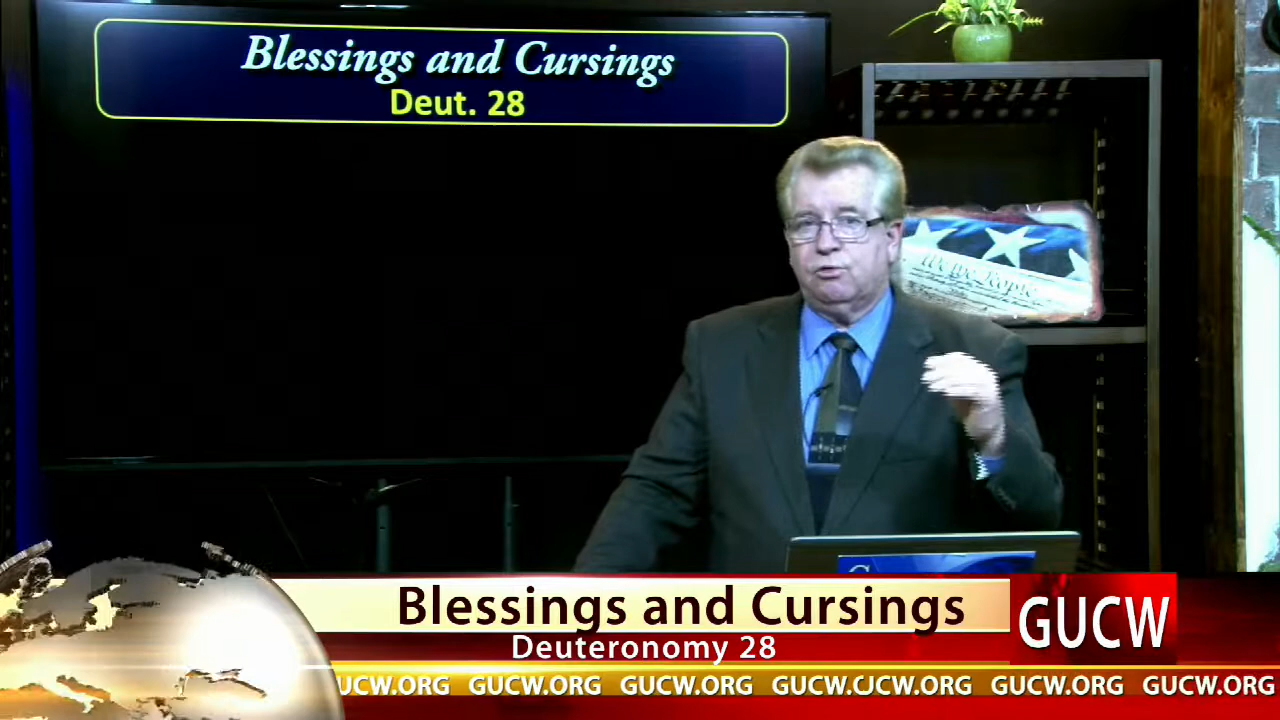 Blessings and Cursings
Deut. 28
We the People
Blessings and Cursings
Deuteronomy 28
GUCW
UCW.ORG GUCW.ORG GUCW.ORG GUCW.CJCW.ORG GUCW.ORG GUCW.ORG